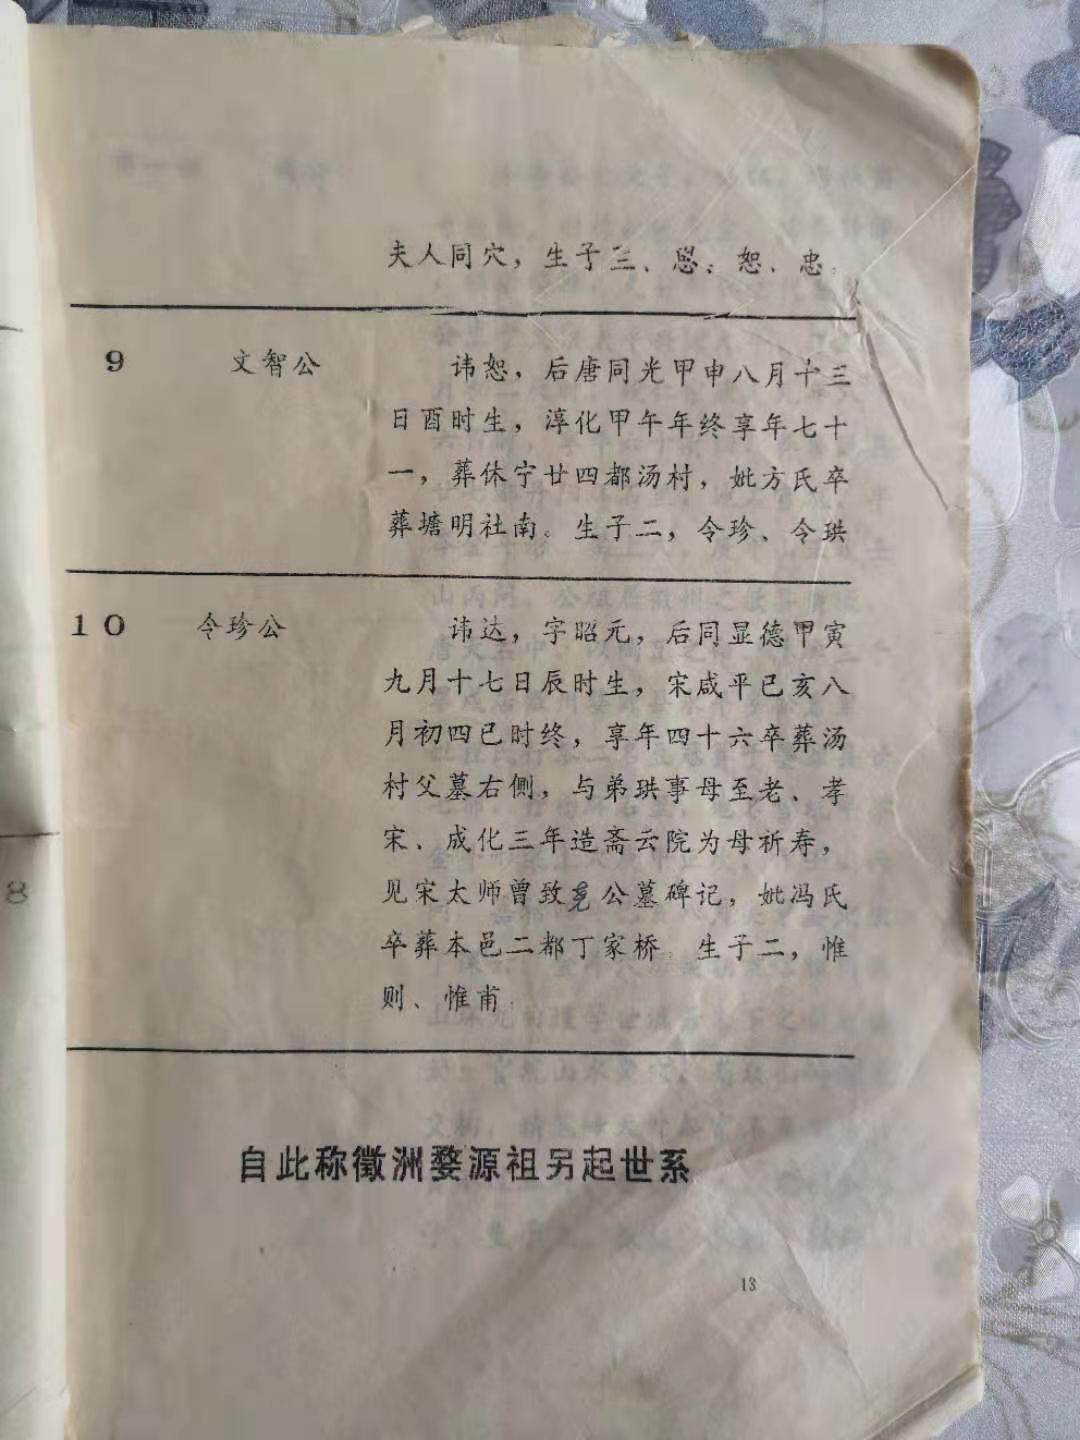 夫人同穴，生子三、恩：恕、忠
9 文智公 讳恕，后唐同光甲申八月十三
日酉时生，淳化甲午年终享年七十
一，葬休宁廿四都汤村，妣方氏卒
葬塘明社南。生子二，令珍、令珙
10 令珍公 讳达，字昭元，后同显德甲寅
九月十七日辰时生，宋咸平已亥八
月初四已时终，享年四十六卒葬汤
村父墓右侧，与弟珙事母至老、孝
宋、成化三年造斋云院为母祈寿，
见宋太师曾致尧公墓碑记，妣冯氏
卒葬本邑二都丁家桥 生子二，惟
则、惟甫
自此称徽洲婺源祖另起世系
13
8